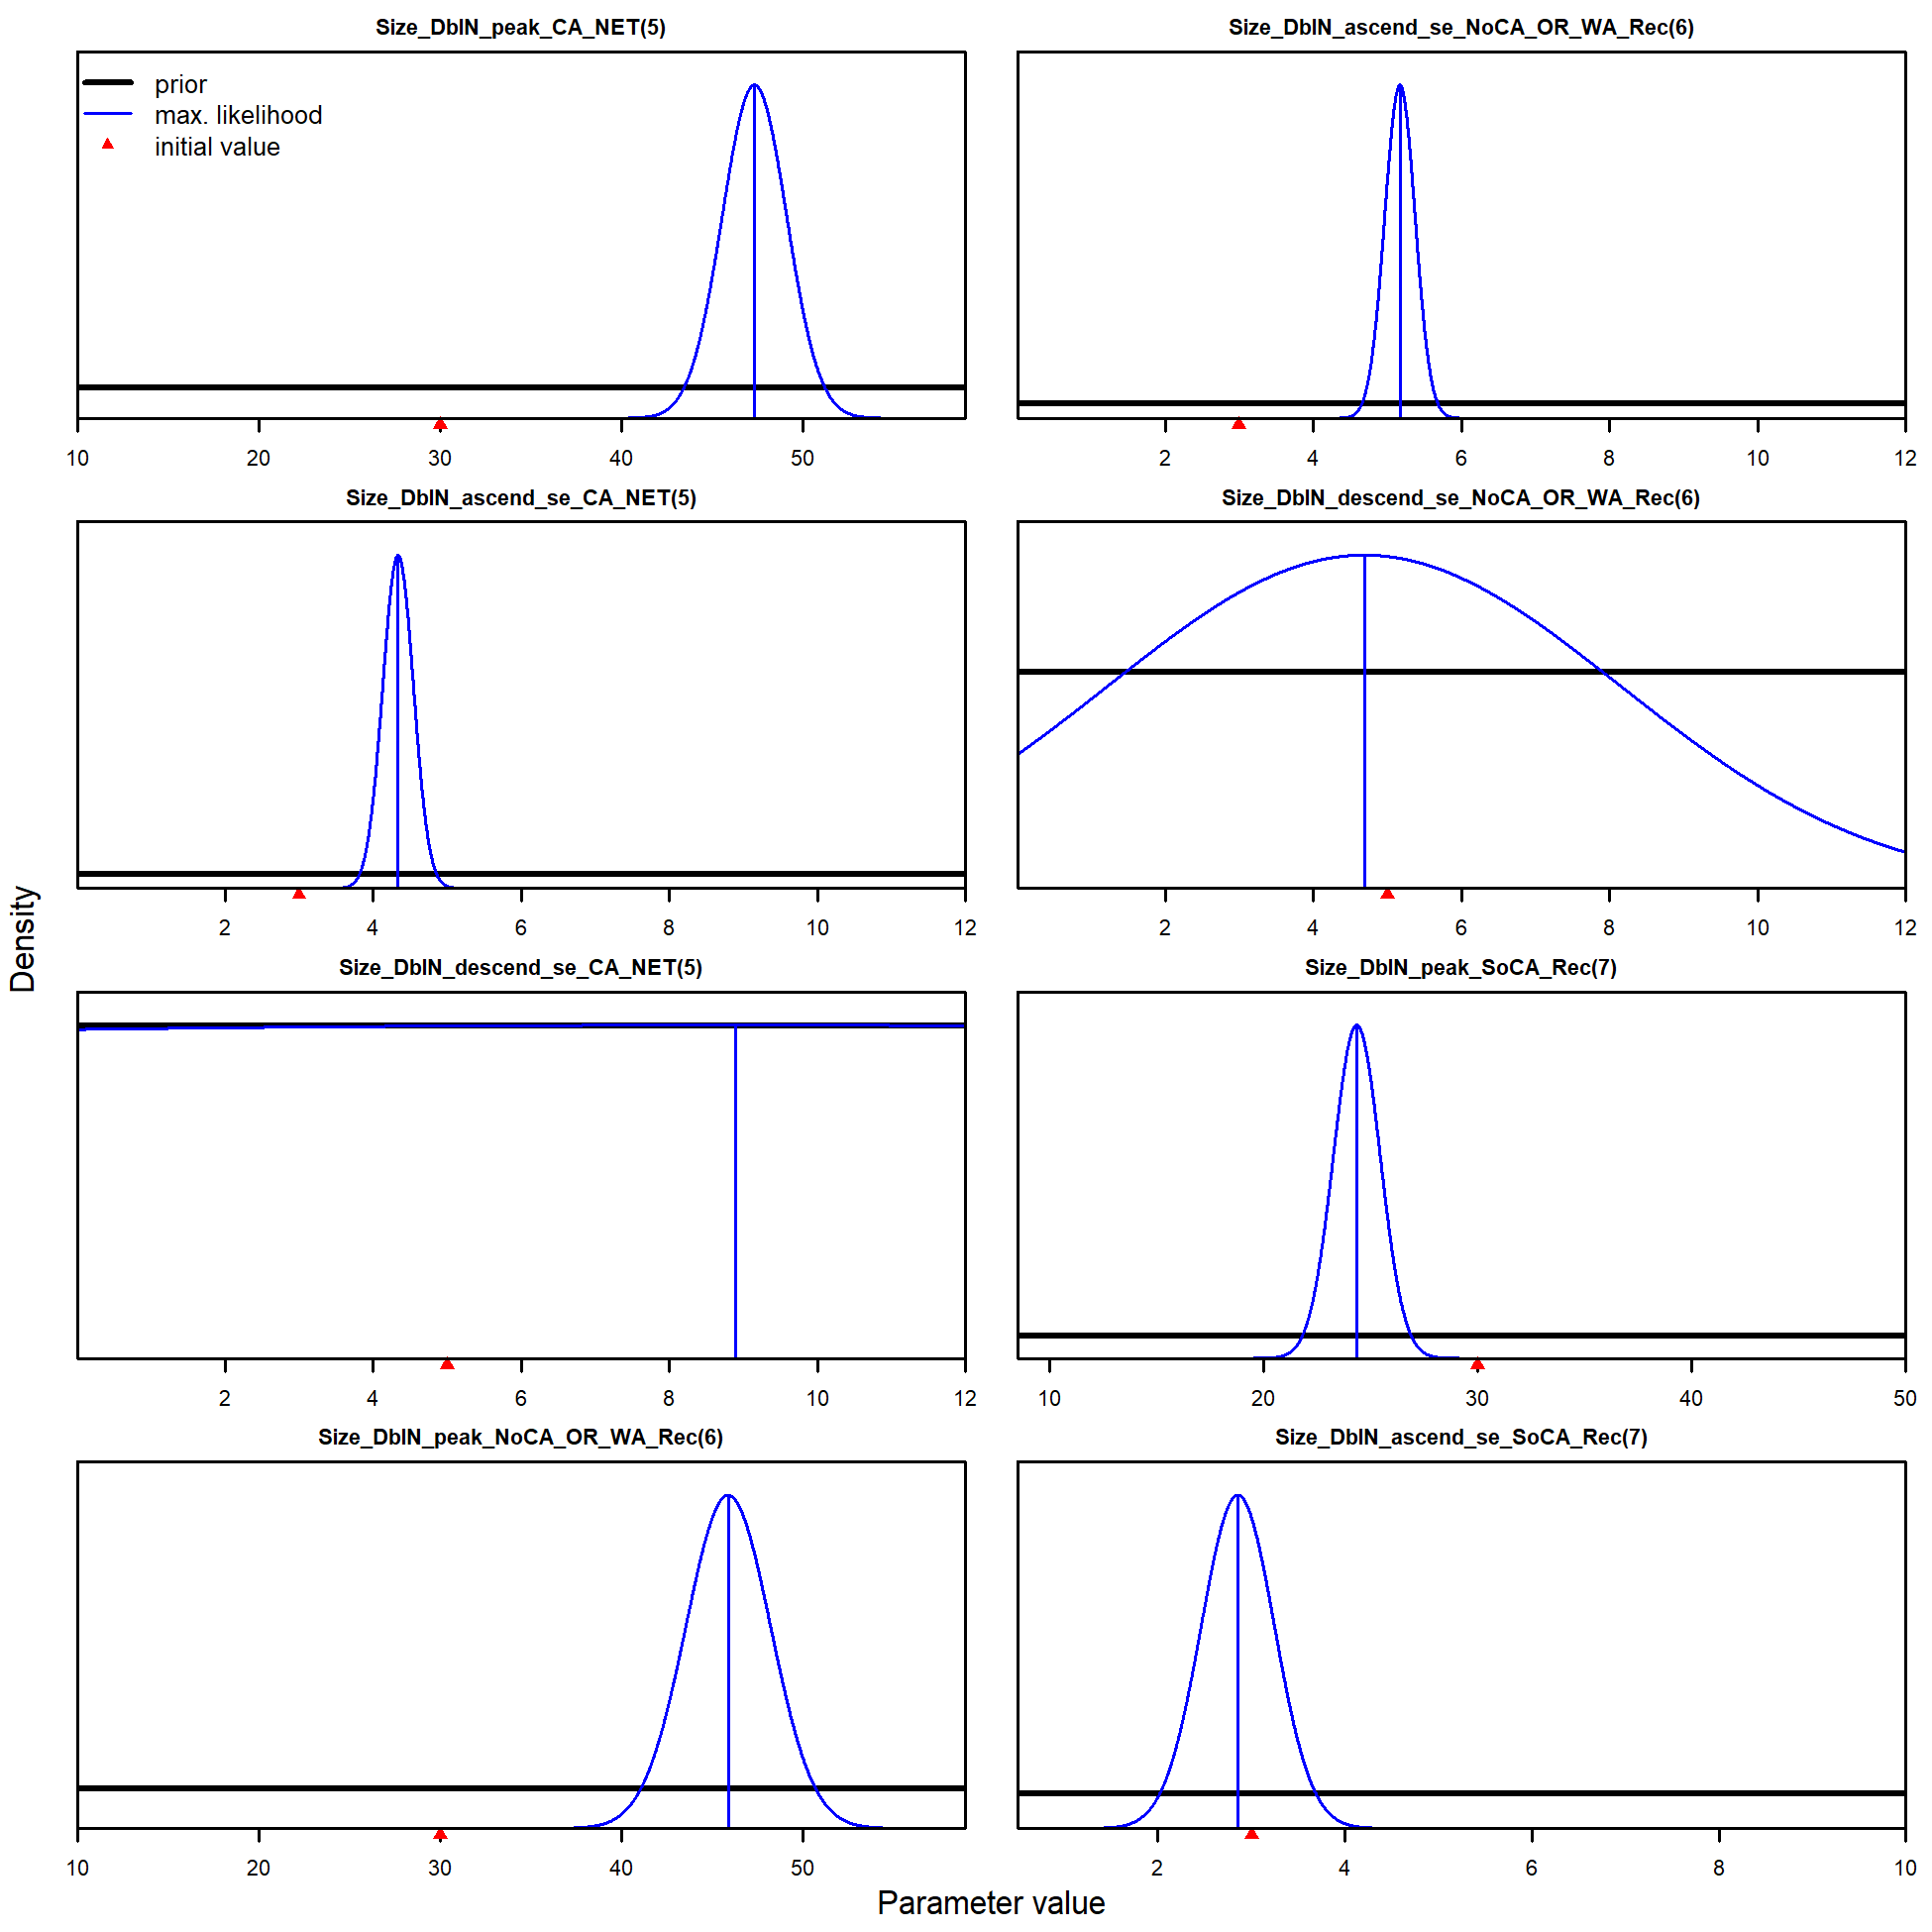 Size_DblN_peak_CA_NET(5)
prior
max. likelihood
initial value
10 20 30 40 50
Size_DblN_ascend_se_NoCA_OR_WA_Rec(6)
2 4 6 8 10 12
Size_DblN_ascend_se_CA_NET(5)
2 4 6 8 10 12
Size_DblN_descend_se_NoCA_OR_WA_Rec(6)
2 4 6 8 10 12
Size_DblN_descend_se_CA_NET(5)
2 4 6 8 10 12
Size_DblN_peak_SoCA_Rec(7)
10 20 30 40 50
Size_DblN_peak_NoCA_OR_WA_Rec(6)
10 20 30 40 50
Size_DblN_ascend_se_SoCA_Rec(7)
2 4 6 8 10
Density
Parameter value